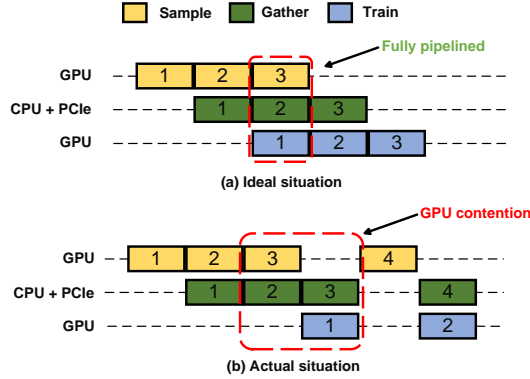 Sample Gather Train
Fully pipelined
GPU 1 2 3
CPU + PCIe 1 2 3
GPU 1 2 3
(a) Ideal situation
GPU contention
GPU 1 2 3 4
CPU + PCIe 1 2 3 4
GPU 1 2
(b) Actual situation